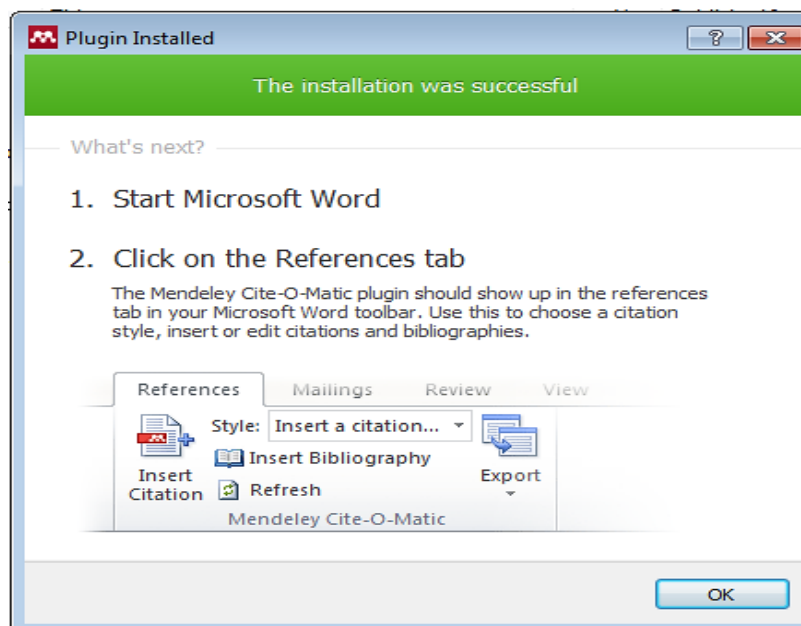 Plugin Installed
The installation was successful
What's next?
1. Start Microsoft Word
2. Click on the References tab
The Mendeley Cite-O-Matic plugin should show up in the references
tab in your Microsoft Word toolbar. Use this to choose a citation
style, insert or edit citations and bibliographies.
References Mailings Review View
Style: Insert a citation...
Insert Bibliography
Insert Citation
Refresh
Export
Mendeley Cite-O-Matic
OK